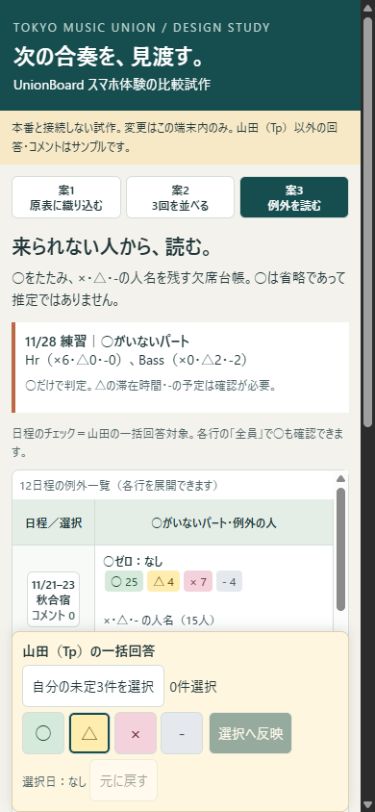 TOKYO MUSIC UNION / DESIGN STUDY
次の合奏を、見渡す。
UnionBoard スマホ体験の比較試作
本番と接続しない試作。変更はこの端末内のみ。山田（Tp）以外の回
答・コメントはサンプルです。
案1
原表に織り込む
案2
3回を並べる
案3
例外を読む
来られない人から、読む。
○をたたみ、×・△・-の人名を残す欠席台帳。○は省略であって
推定ではありません。
11/28 練習｜○がいないパート
Hr（×6・△0・-0）、Bass（×0・△2・-2）
○だけで判定。△の滞在時間・-の予定は確認が必要。
日程のチェック＝山田の一括回答対象。各行の「全員」で○も確認できま
す。
12日程の例外一覧（各行を展開できます）
日程／選択
○がいないパート・例外の人
11/21–23
秋合宿
コメント 0
○ゼロ：なし
○ 25
△ 4
× 7
- 4
×・△・- の人名（15人）
山田（Tp）の一括回答
自分の未定3件を選択
0件選択
○
△
×
-
選択へ反映
選択日：なし
元に戻す